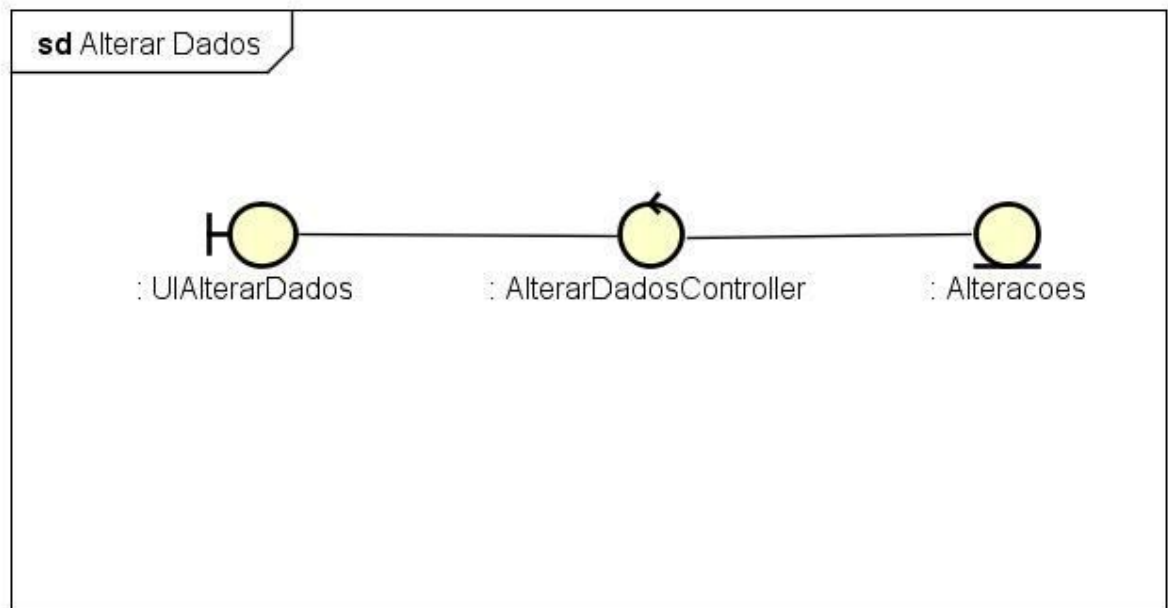 sd Alterar Dados
: UIAlterarDados
: AlterarDadosController
: Alteracoes